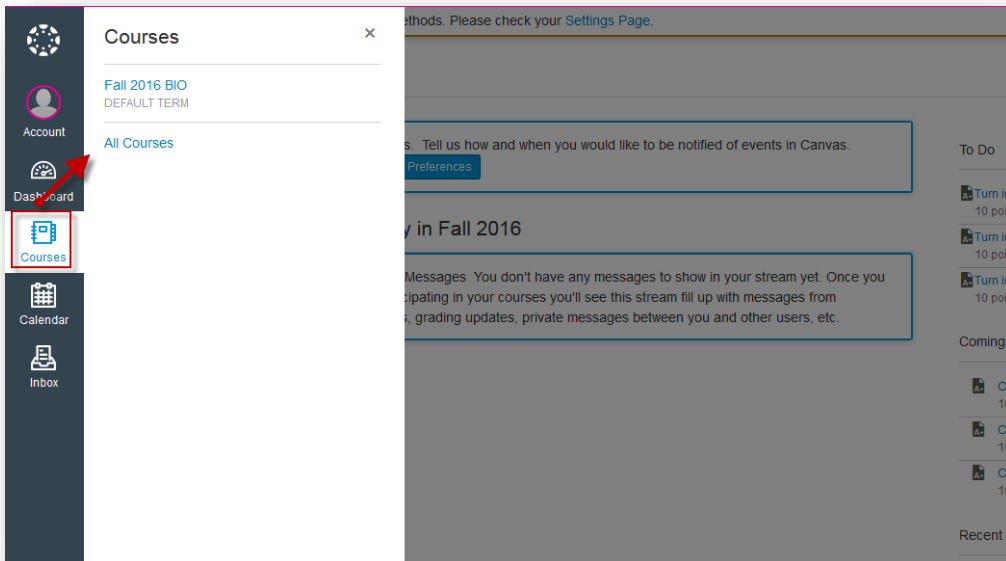 Account
Dashboard
Courses
Calendar
Inbox
Courses
×
Fall 2016 BIO
DEFAULT TERM
All Courses
ethods. Please check your Settings Page.
s. Tell us how and when you would like to be notified of events in Canvas.
Preferences
y in Fall 2016
Messages You don't have any messages to show in your stream yet. Once you
cipating in your courses you'll see this stream fill up with messages from
s, grading updates, private messages between you and other users, etc.
To Do
A+ Turn i
10 poi
A+ Turn i
10 poi
A+ Turn i
10 poi
Coming
A+ C
1
A+ C
1
A+ C
1
Recent